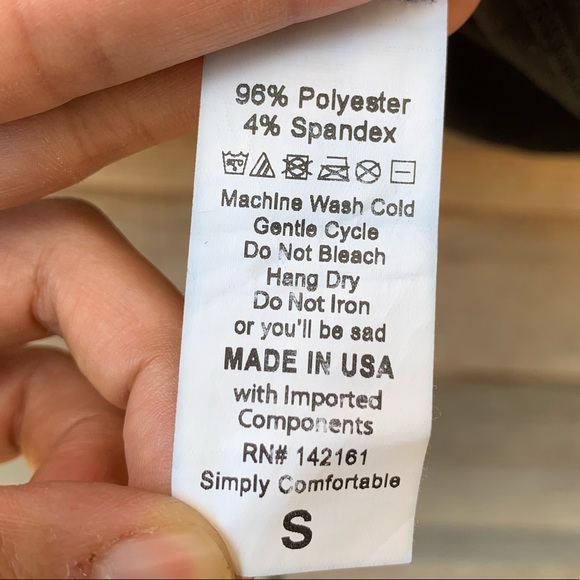 96% Polyester
4% Spandex
Machine Wash Cold
Gentle Cycle
Do Not Bleach
Hang Dry
Do Not Iron
or you'll be sad
MADE IN USA
with Imported
Components
RN# 142161
Simply Comfortable
S